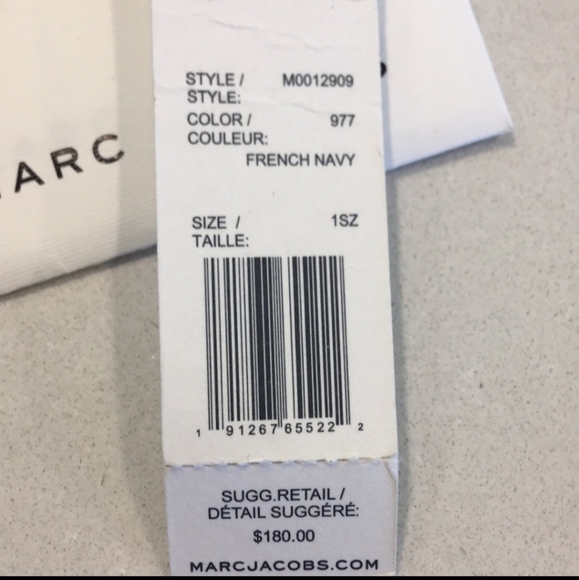 MARC
STYLE / M0012909
STYLE:
COLOR / 977
COULEUR:
FRENCH NAVY
SIZE / 1SZ
TAILLE:
1 91267 65522 2
SUGG.RETAIL /
DÉTAIL SUGGÉRÉ:
$180.00
MARCJACOBS.COM